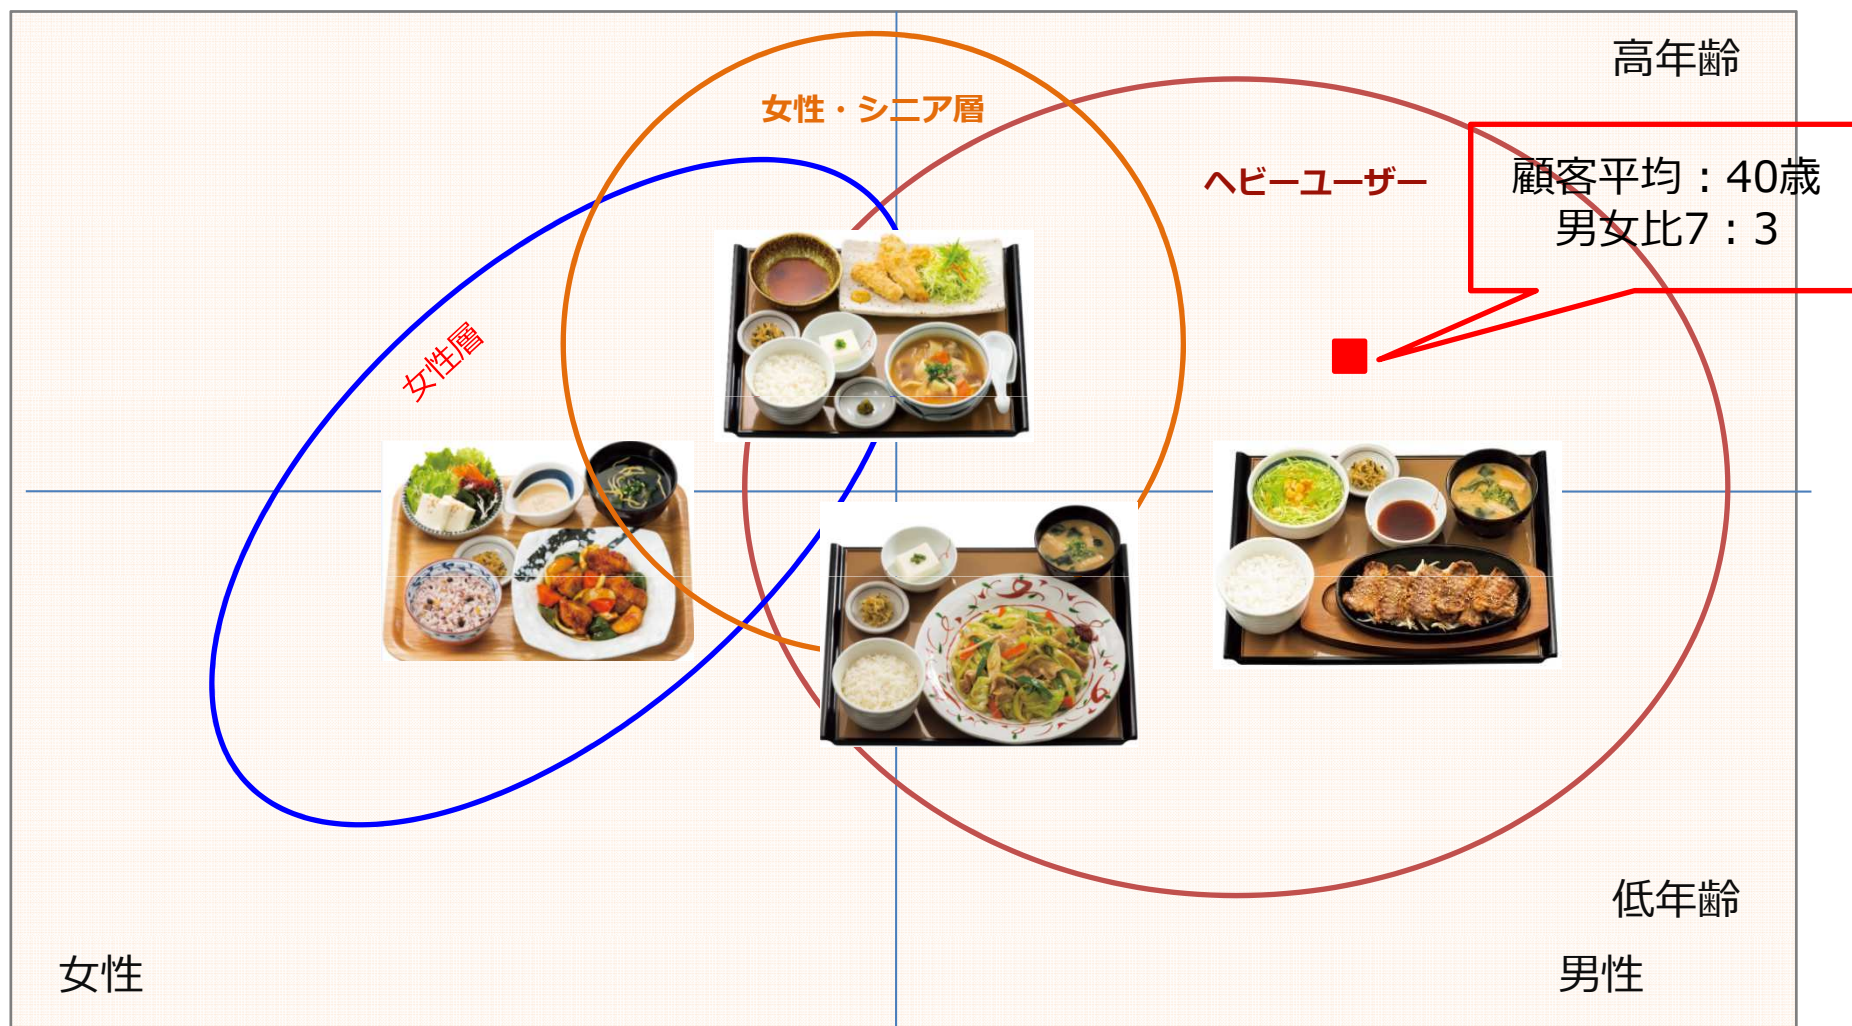 高年齢
女性・シニア層
ヘビーユーザー
顧客平均：40歳
男女比7：3
女性層
低年齢
女性
男性